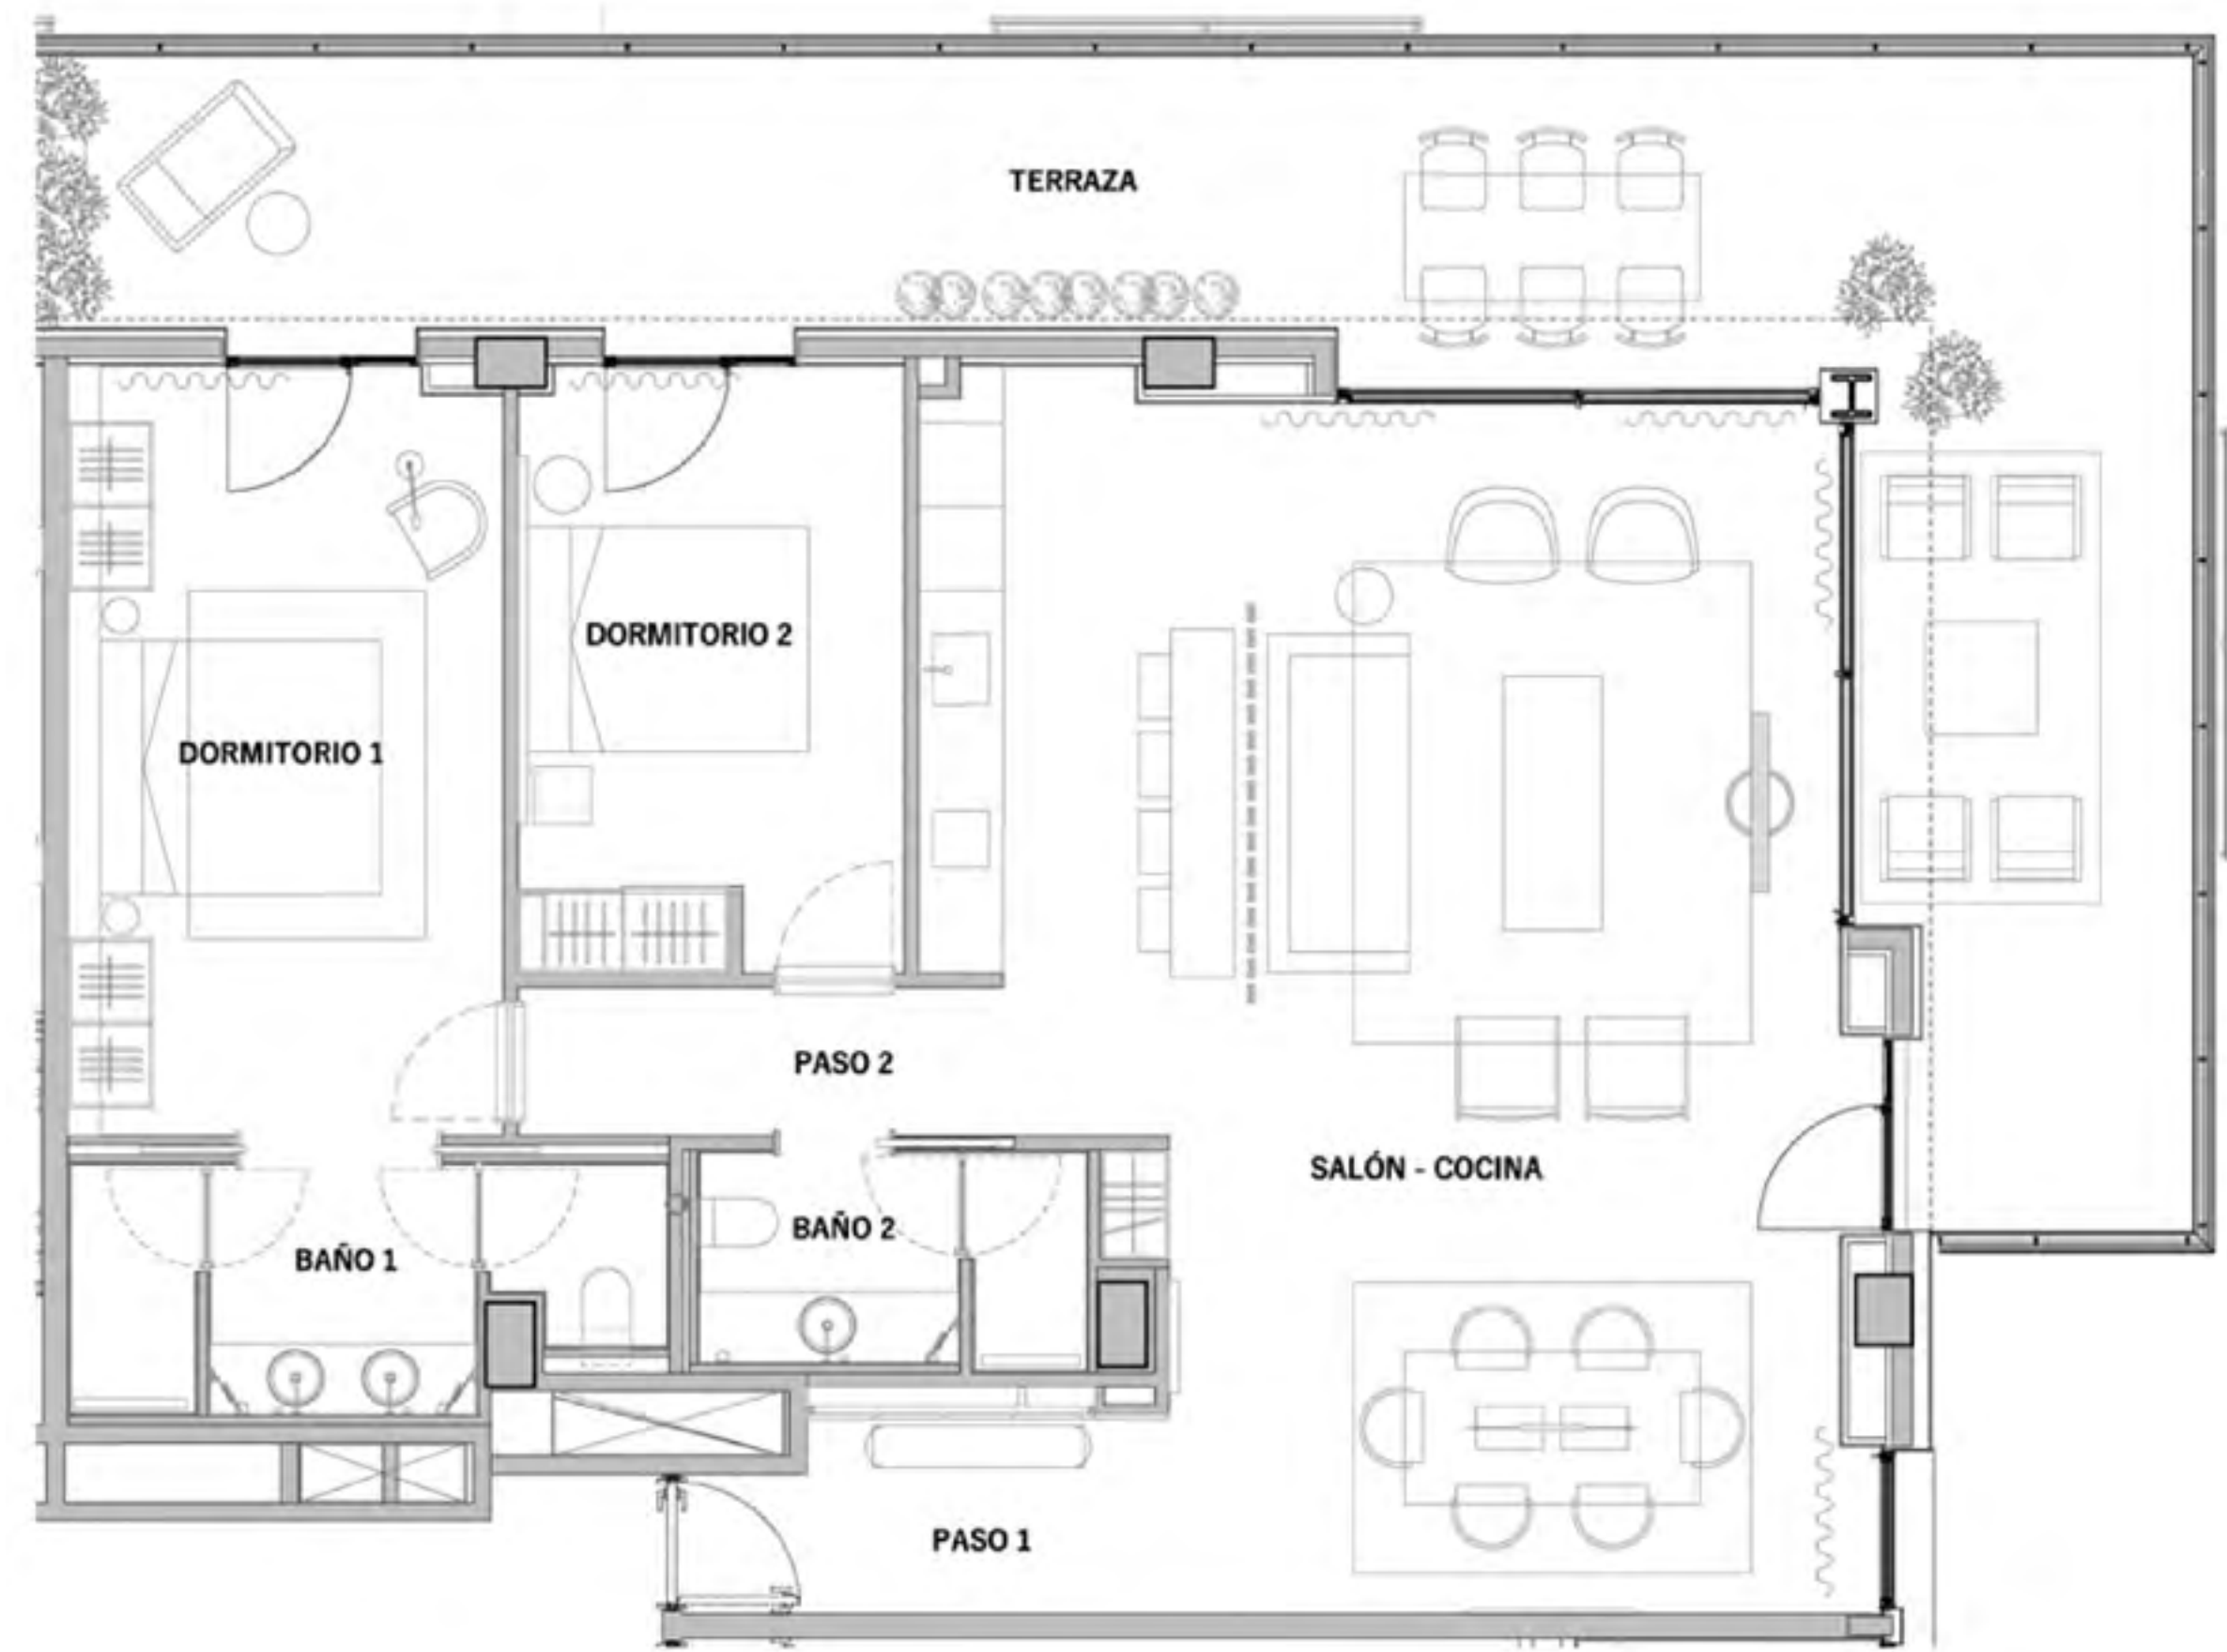 TERRAZA
DORMITORIO 2
DORMITORIO 1
PASO 2
SALÓN - COCINA
BAÑO 2
BAÑO 1
PASO 1